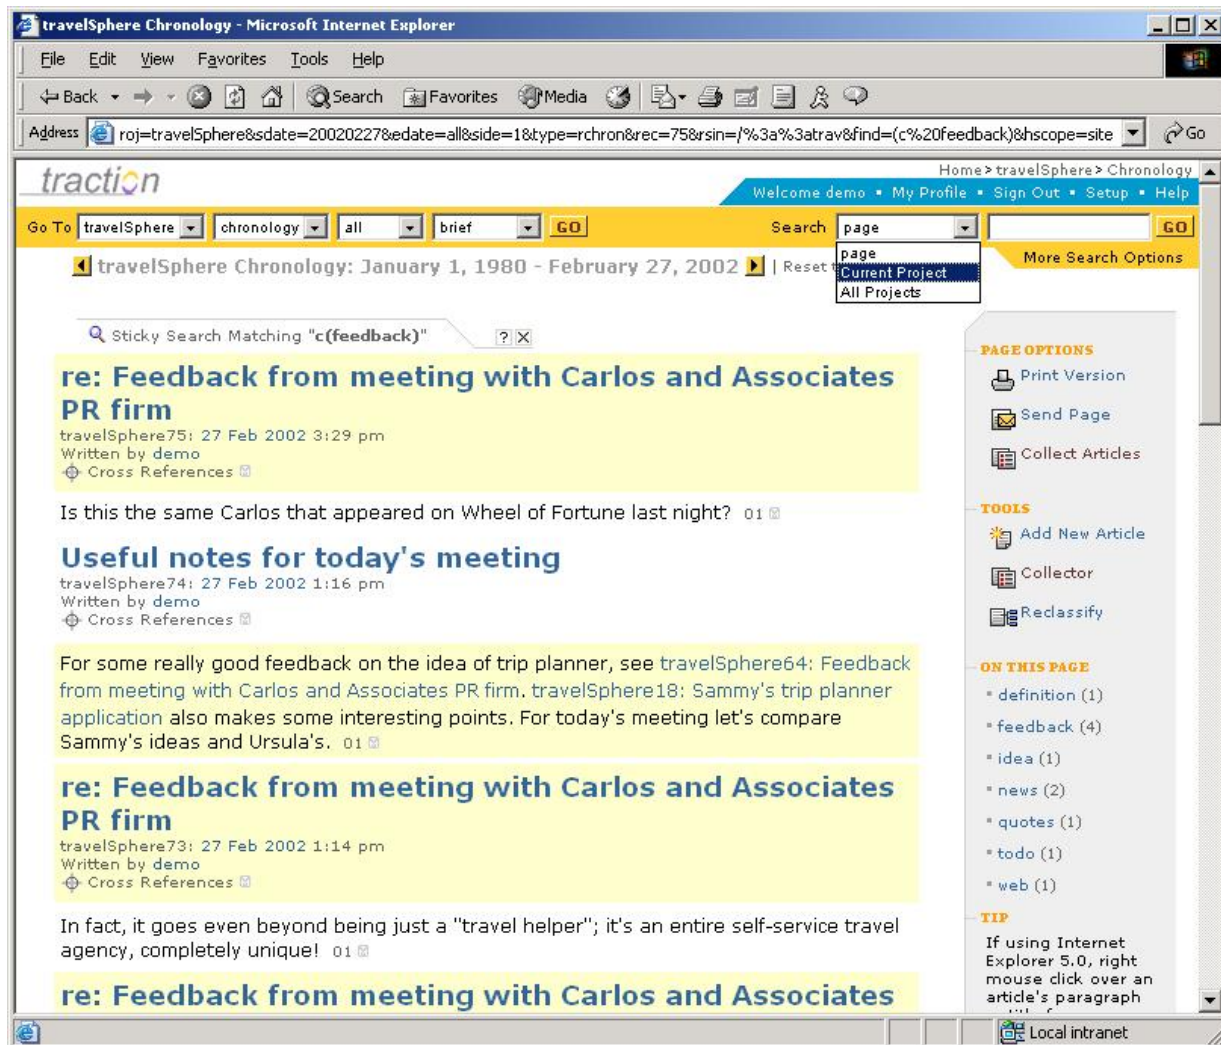 travelSphere Chronology - Microsoft Internet Explorer
File Edit View Favorites Tools Help
Back Search Favorites Media
Address roj=travelSphere&sdate=20020227&edate=all&side=1&type=rchron&rec=75&rsin=/%3a%3atrav&find=(c%20feedback)&hscope=site Go
traction
Home > travelSphere > Chronology
Welcome demo ▪ My Profile ▪ Sign Out ▪ Setup ▪ Help
Go To travelSphere chronology all brief GO Search page GO
page
Current Project
All Projects
More Search Options
travelSphere Chronology: January 1, 1980 - February 27, 2002 | Reset
Sticky Search Matching "c(feedback)" ? X
re: Feedback from meeting with Carlos and Associates
PR firm
travelSphere75: 27 Feb 2002 3:29 pm
Written by demo
Cross References
Is this the same Carlos that appeared on Wheel of Fortune last night? 01
Useful notes for today's meeting
travelSphere74: 27 Feb 2002 1:16 pm
Written by demo
Cross References
For some really good feedback on the idea of trip planner, see travelSphere64: Feedback
from meeting with Carlos and Associates PR firm. travelSphere18: Sammy's trip planner
application also makes some interesting points. For today's meeting let's compare
Sammy's ideas and Ursula's. 01
re: Feedback from meeting with Carlos and Associates
PR firm
travelSphere73: 27 Feb 2002 1:14 pm
Written by demo
Cross References
In fact, it goes even beyond being just a "travel helper"; it's an entire self-service travel
agency, completely unique! 01
re: Feedback from meeting with Carlos and Associates
PAGE OPTIONS
Print Version
Send Page
Collect Articles
TOOLS
Add New Article
Collector
Reclassify
ON THIS PAGE
definition (1)
feedback (4)
idea (1)
news (2)
quotes (1)
todo (1)
web (1)
TIP
If using Internet
Explorer 5.0, right
mouse click over an
article's paragraph
Local intranet